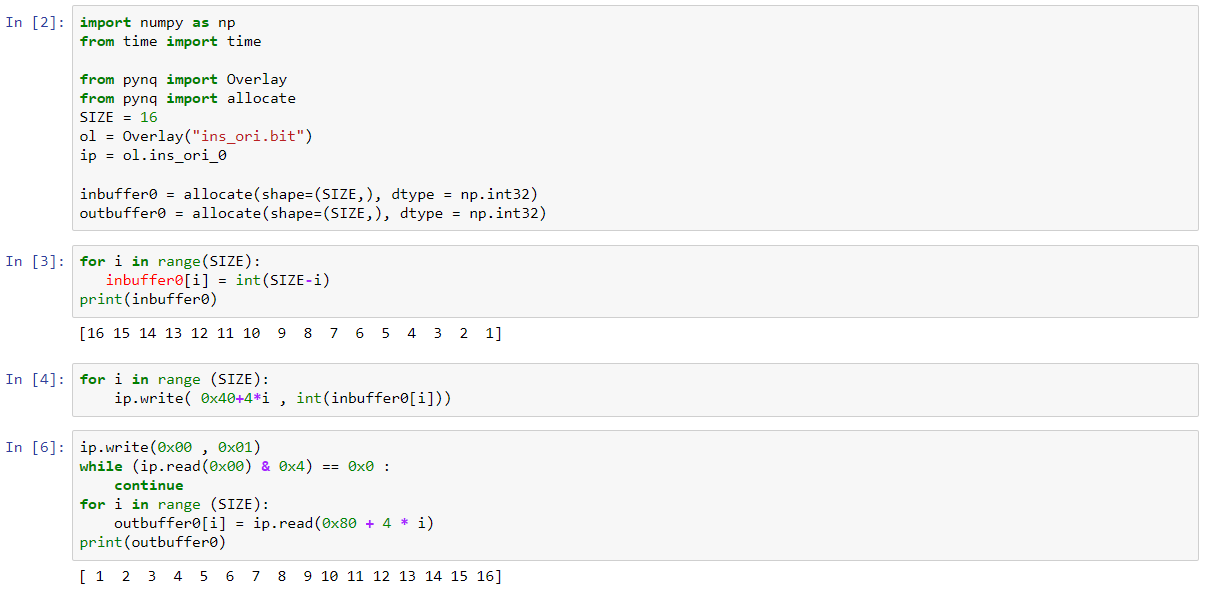 In [2]: import numpy as np
from time import time
from pynq import Overlay
from pynq import allocate
SIZE = 16
ol = Overlay("ins_ori.bit")
ip = ol.ins_ori_0
inbuffer0 = allocate(shape=(SIZE,), dtype = np.int32)
outbuffer0 = allocate(shape=(SIZE,), dtype = np.int32)
In [3]: for i in range(SIZE):
   inbuffer0[i] = int(SIZE-i)
print(inbuffer0)
[16 15 14 13 12 11 10  9  8  7  6  5  4  3  2  1]
In [4]: for i in range (SIZE):
    ip.write( 0x40+4*i , int(inbuffer0[i]))
In [6]: ip.write(0x00 , 0x01)
while (ip.read(0x00) & 0x4) == 0x0 :
    continue
for i in range (SIZE):
    outbuffer0[i] = ip.read(0x80 + 4 * i)
print(outbuffer0)
[ 1  2  3  4  5  6  7  8  9 10 11 12 13 14 15 16]